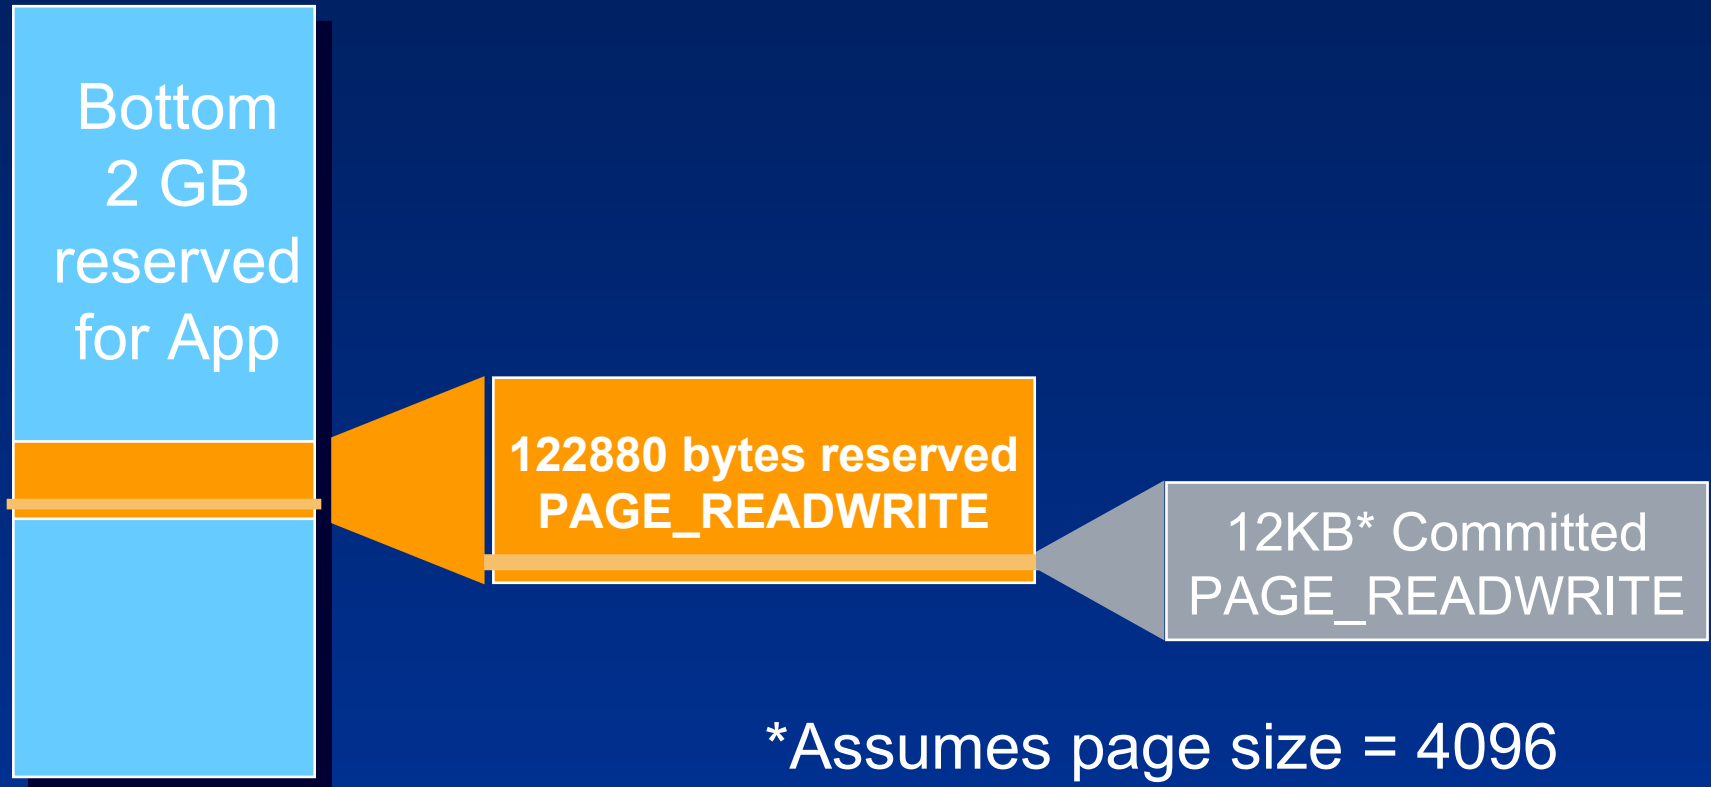 Bottom
2 GB
reserved
for App
122880 bytes reserved
PAGE_READWRITE
12KB* Committed
PAGE_READWRITE
*Assumes page size = 4096